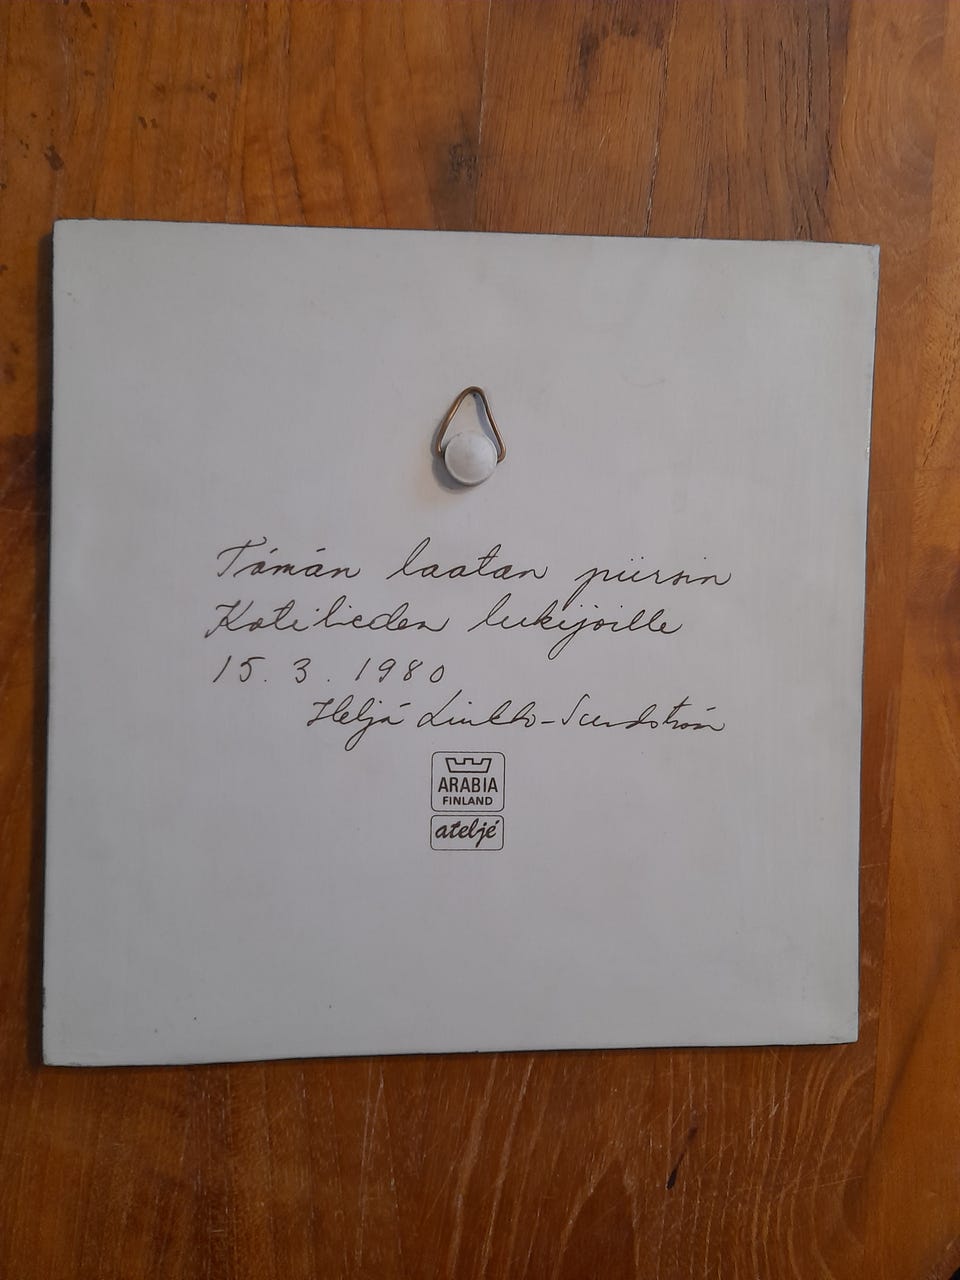 Tämän laatan piirsin
Kotilieden lukijoille
15. 3. 1980
Heljä Liukko-Sundström
ARABIA
FINLAND
ateljé